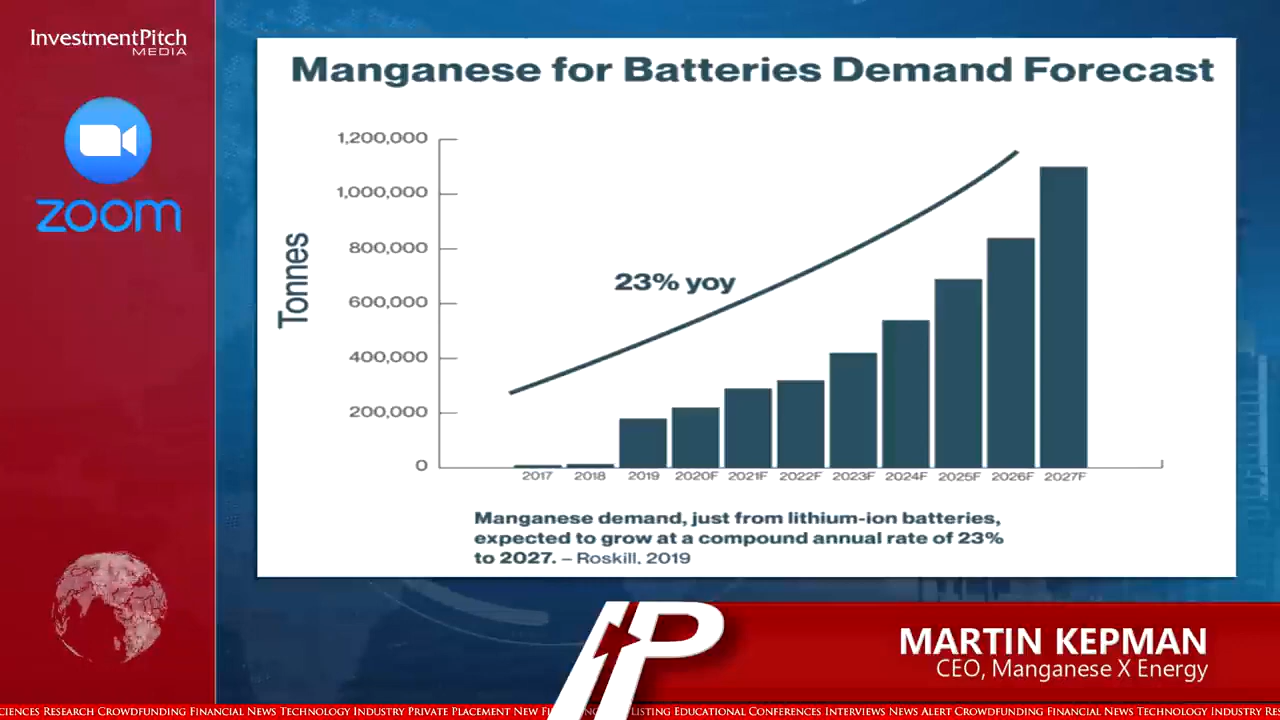 InvestmentPitch
MEDIA
zoom
Manganese for Batteries Demand Forecast
Tonnes
1,200,000
1,000,000
800,000
600,000
400,000
200,000
0
23% yoy
2017 2018 2019 2020F 2021F 2022F 2023F 2024F 2025F 2026F 2027F
Manganese demand, just from lithium-ion batteries,
expected to grow at a compound annual rate of 23%
to 2027. – Roskill, 2019
IP
MARTIN KEPMAN
CEO, Manganese X Energy
CIENCES RESEARCH CROWDFUNDING FINANCIAL NEWS TECHNOLOGY INDUSTRY PRIVATE PLACEMENT NEW FI LISTING EDUCATIONAL CONFERENCES INTERVIEWS NEWS ALERT CROWDFUNDING FINANCIAL NEWS TECHNOLOGY INDUSTRY RE